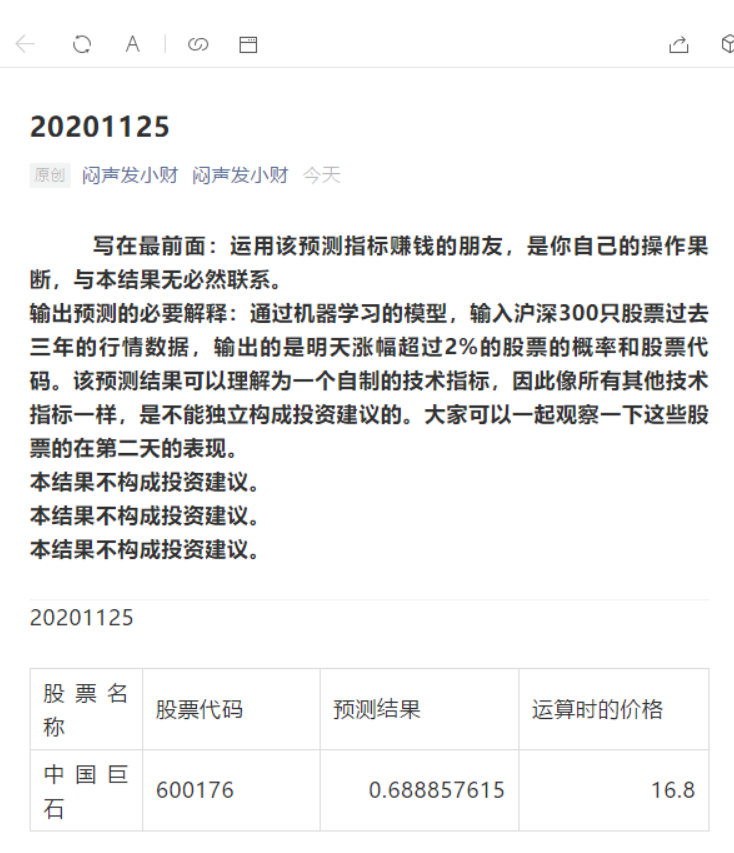 A
20201125
原创 闷声发小财 闷声发小财 今天
写在最前面：运用该预测指标赚钱的朋友，是你自己的操作果
断，与本结果无必然联系。
输出预测的必要解释：通过机器学习的模型，输入沪深300只股票过去
三年的行情数据，输出的是明天涨幅超过2%的股票的概率和股票代
码。该预测结果可以理解为一个自制的技术指标，因此像所有其他技术
指标一样，是不能独立构成投资建议的。大家可以一起观察一下这些股
票的在第二天的表现。
本结果不构成投资建议。
本结果不构成投资建议。
本结果不构成投资建议。
20201125
股票名
称
股票代码
预测结果
运算时的价格
中国巨
石
600176
0.688857615
16.8